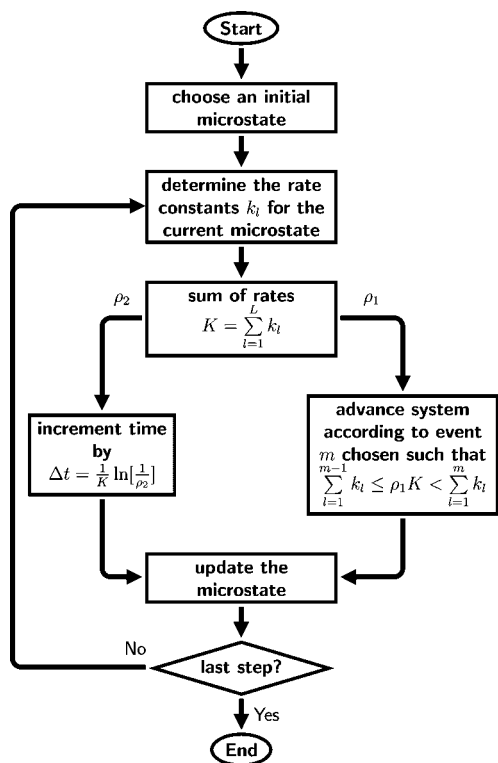 Start
choose an initial
microstate
determine the rate
constants $k_l$ for the
current microstate
sum of rates
$K = \sum_{l=1}^{L} k_l$
$\rho_2$
$\rho_1$
increment time
by
$\Delta t = \frac{1}{K} \ln[\frac{1}{\rho_2}]$
advance system
according to event
$m$ chosen such that
$\sum_{l=1}^{m-1} k_l \leq \rho_1 K < \sum_{l=1}^{m} k_l$
update the
microstate
No
last step?
Yes
End